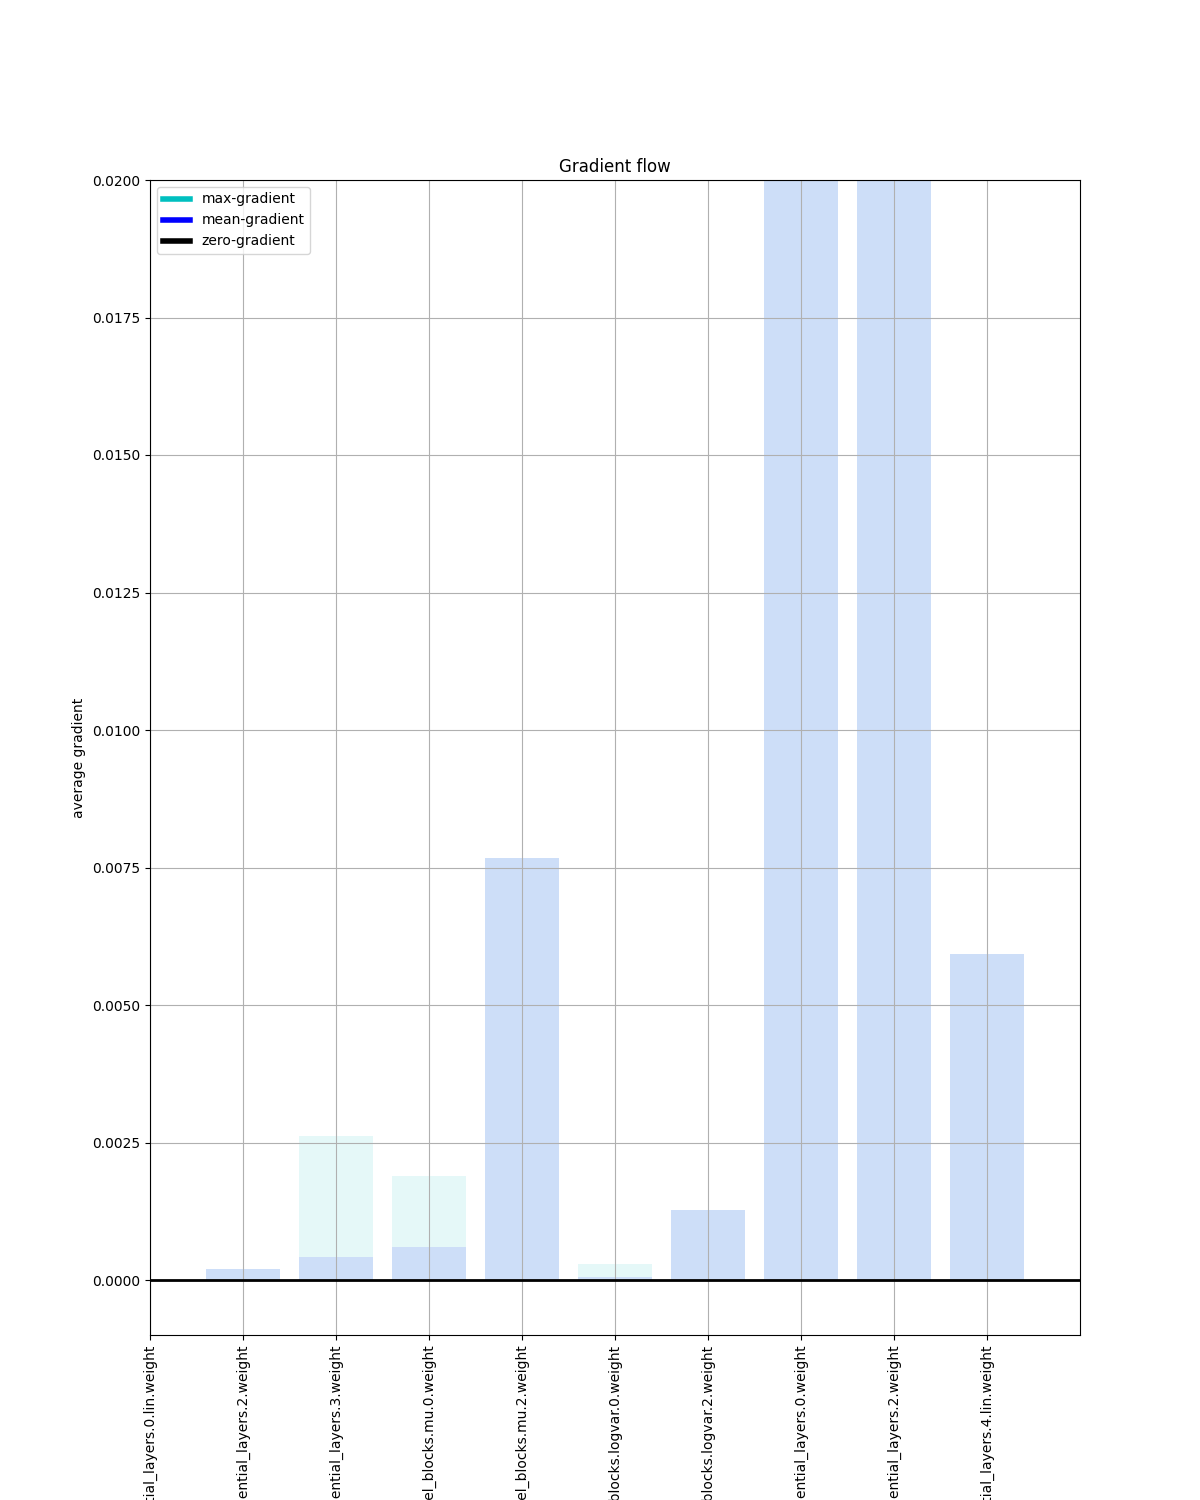 Gradient flow
max-gradient
mean-gradient
zero-gradient
0.0200
0.0175
0.0150
0.0125
0.0100
0.0075
0.0050
0.0025
0.0000
average gradient
tial_layers.0.lin.weight
ential_layers.2.weight
ential_layers.3.weight
el_blocks.mu.0.weight
el_blocks.mu.2.weight
blocks.logvar.0.weight
blocks.logvar.2.weight
ential_layers.0.weight
ential_layers.2.weight
tial_layers.4.lin.weight